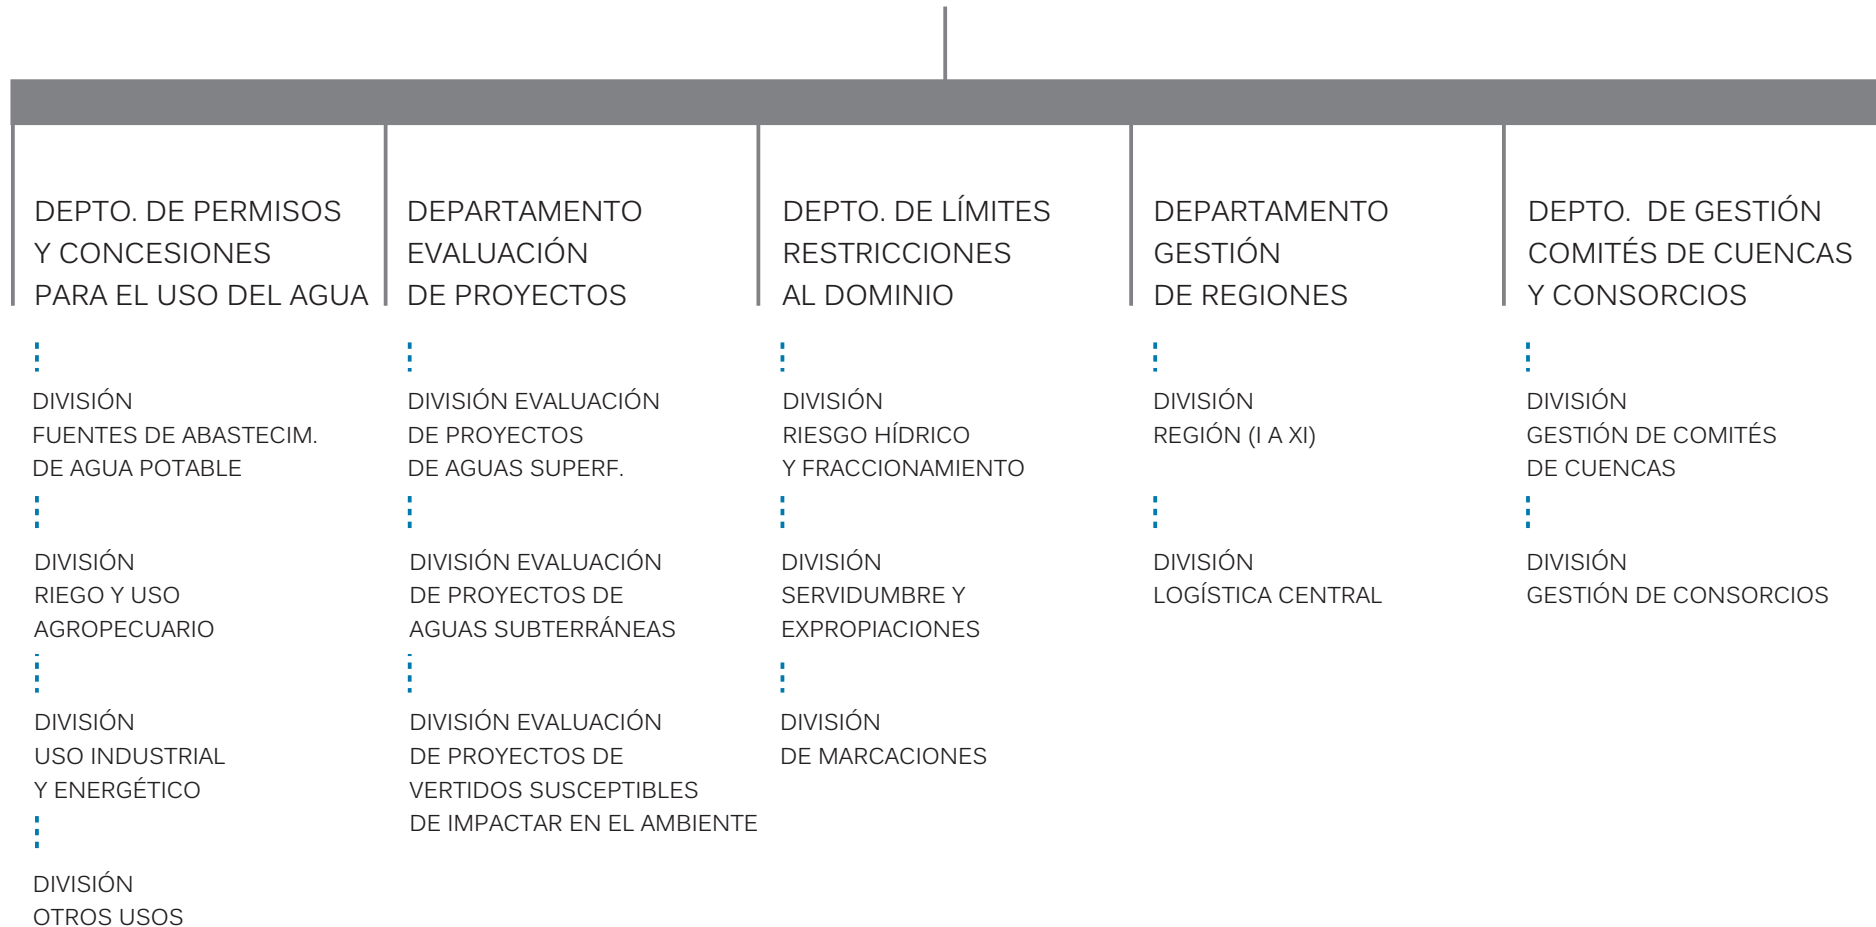 DEPTO. DE PERMISOS
Y CONCESIONES
PARA EL USO DEL AGUA
DIVISIÓN
FUENTES DE ABASTECIM.
DE AGUA POTABLE
DIVISIÓN
RIEGO Y USO
AGROPECUARIO
DIVISIÓN
USO INDUSTRIAL
Y ENERGÉTICO
DIVISIÓN
OTROS USOS
DEPARTAMENTO
EVALUACIÓN
DE PROYECTOS
DIVISIÓN EVALUACIÓN
DE PROYECTOS
DE AGUAS SUPERF.
DIVISIÓN EVALUACIÓN
DE PROYECTOS DE
AGUAS SUBTERRÁNEAS
DIVISIÓN EVALUACIÓN
DE PROYECTOS DE
VERTIDOS SUSCEPTIBLES
DE IMPACTAR EN EL AMBIENTE
DEPTO. DE LÍMITES
RESTRICCIONES
AL DOMINIO
DIVISIÓN
RIESGO HÍDRICO
Y FRACCIONAMIENTO
DIVISIÓN
SERVIDUMBRE Y
EXPROPIACIONES
DIVISIÓN
DE MARCACIONES
DEPARTAMENTO
GESTIÓN
DE REGIONES
DIVISIÓN
REGIÓN (I A XI)
DIVISIÓN
LOGÍSTICA CENTRAL
DEPTO. DE GESTIÓN
COMITÉS DE CUENCAS
Y CONSORCIOS
DIVISIÓN
GESTIÓN DE COMITÉS
DE CUENCAS
DIVISIÓN
GESTIÓN DE CONSORCIOS